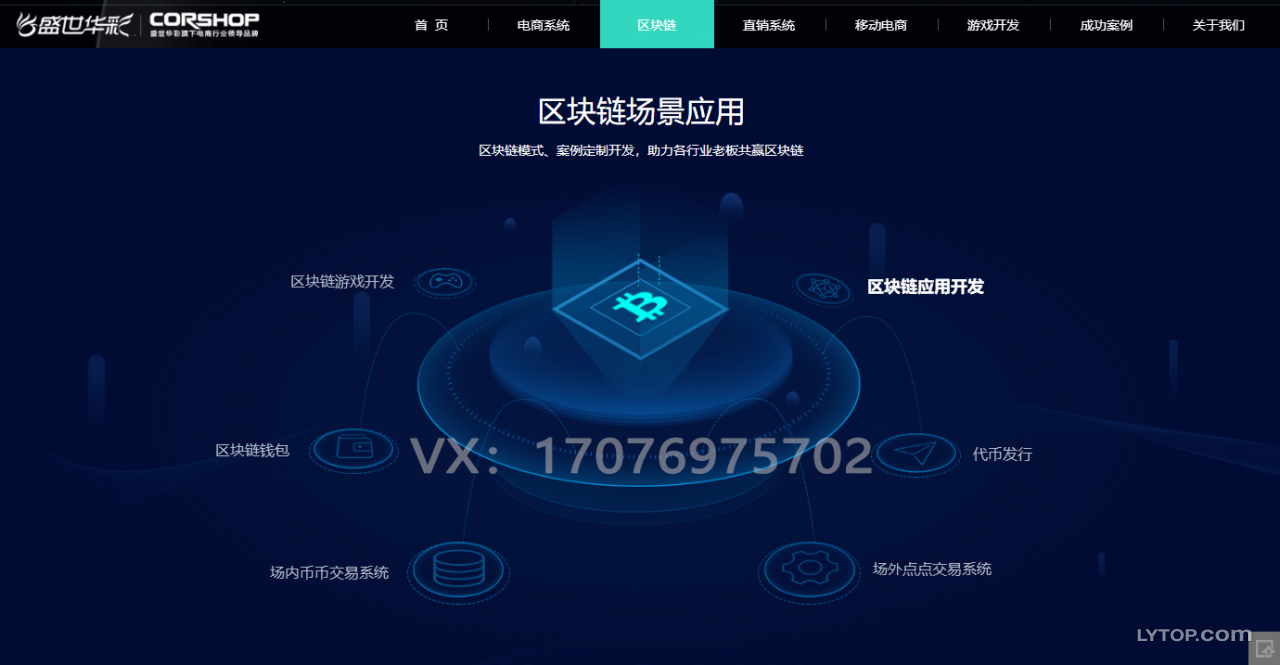 盛世华彩 CORSHOP
盛世华彩旗下电商行业领导品牌
首 页 电商系统 区块链 直销系统 移动电商 游戏开发 成功案例 关于我们
区块链场景应用
区块链模式、案例定制开发，助力各行业老板共赢区块链
区块链游戏开发
区块链应用开发
区块链钱包
VX：17076975702
代币发行
场内币币交易系统
场外点点交易系统
LYTOP.com